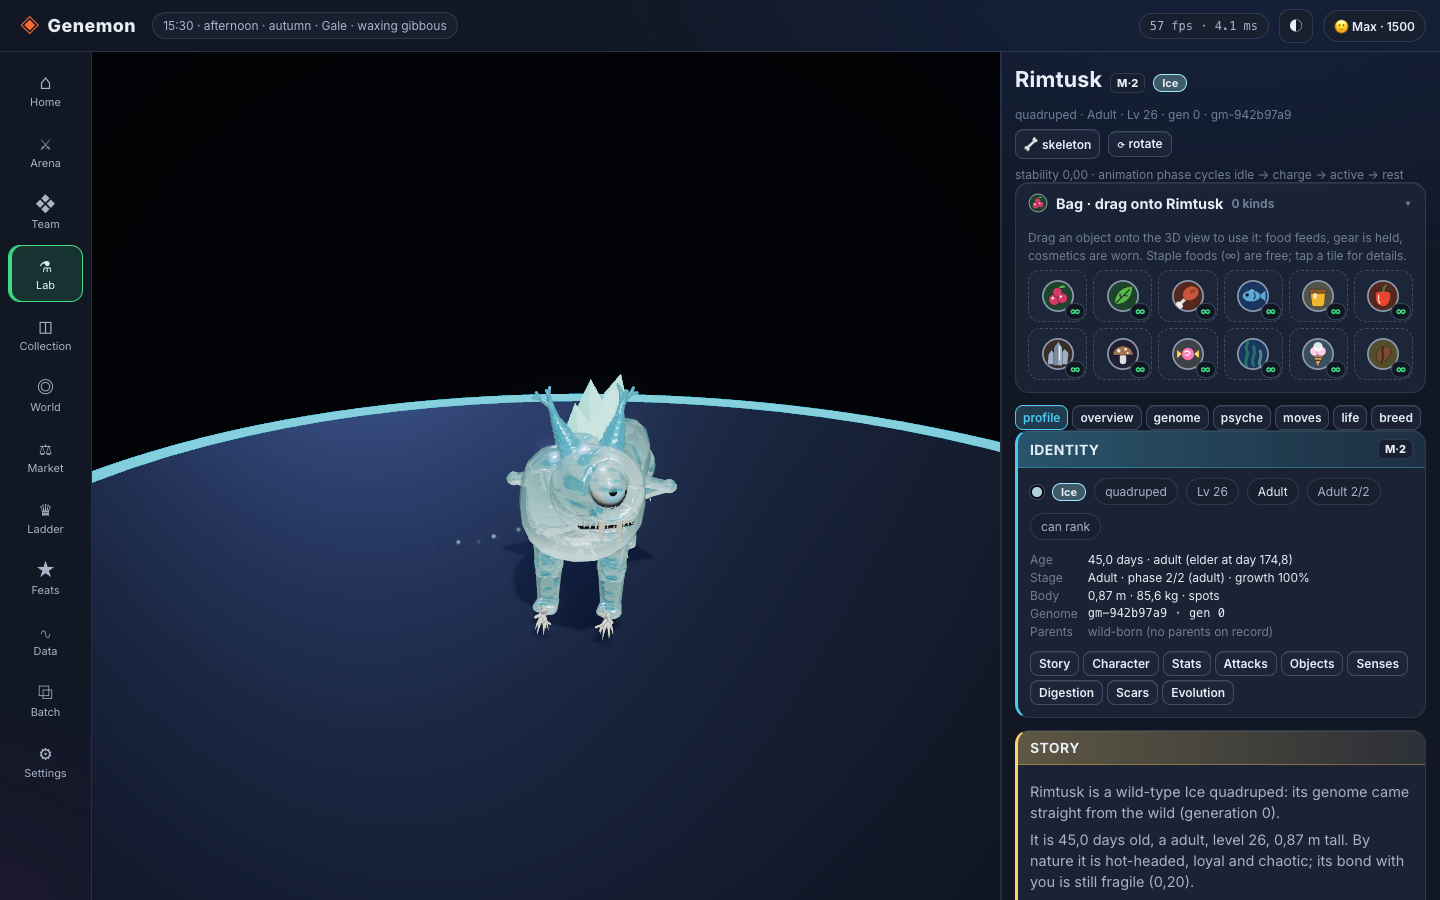 Genemon
15:30 · afternoon · autumn · Gale · waxing gibbous
57 fps · 4.1 ms
Max · 1500
Home
Arena
Team
Lab
Collection
World
Market
Ladder
Feats
Data
Batch
Settings
Rimtusk M·2 Ice
quadruped · Adult · Lv 26 · gen 0 · gm-942b97a9
skeleton
rotate
stability 0,00 · animation phase cycles idle → charge → active → rest
Bag · drag onto Rimtusk 0 kinds
Drag an object onto the 3D view to use it: food feeds, gear is held,
cosmetics are worn. Staple foods (∞) are free; tap a tile for details.
∞ ∞ ∞ ∞ ∞ ∞
∞ ∞ ∞ ∞ ∞ ∞
profile overview genome psyche moves life breed
IDENTITY M·2
Ice quadruped Lv 26 Adult Adult 2/2
can rank
Age 45,0 days · adult (elder at day 174,8)
Stage Adult · phase 2/2 (adult) · growth 100%
Body 0,87 m · 85,6 kg · spots
Genome gm-942b97a9 · gen 0
Parents wild-born (no parents on record)
Story Character Stats Attacks Objects Senses
Digestion Scars Evolution
STORY
Rimtusk is a wild-type Ice quadruped: its genome came
straight from the wild (generation 0).
It is 45,0 days old, a adult, level 26, 0,87 m tall. By
nature it is hot-headed, loyal and chaotic; its bond with
you is still fragile (0,20).